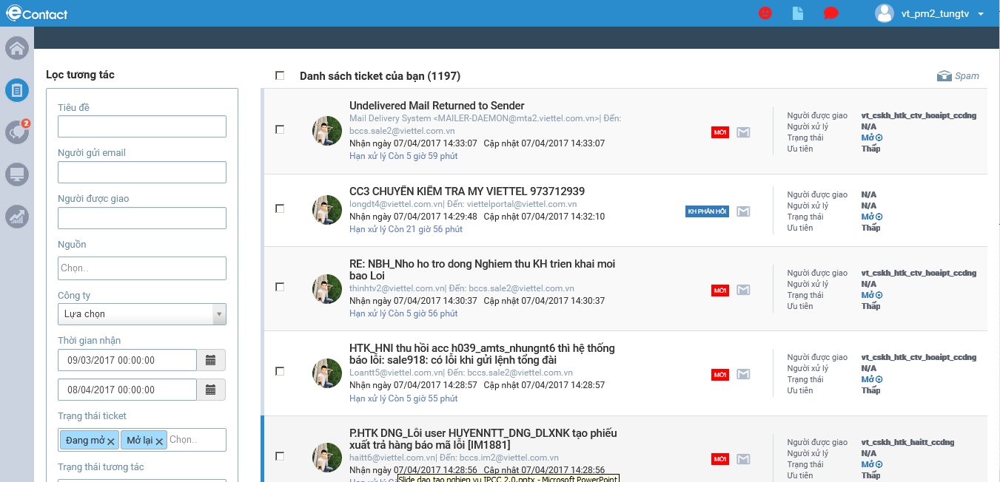 eContact
vt_pm2_tungtv
2
Lọc tương tác
Tiêu đề
Người gửi email
Người được giao
Nguồn
Chọn..
Công ty
Lựa chọn
Thời gian nhận
09/03/2017 00:00:00
08/04/2017 00:00:00
Trạng thái ticket
Đang mở × Mở lại × Chọn..
Trạng thái tương tác
Danh sách ticket của bạn (1197)
Spam
Undelivered Mail Returned to Sender
Mail Delivery System <MAILER-DAEMON@mta2.viettel.com.vn>| Đến:
bccs.sale2@viettel.com.vn
Nhận ngày 07/04/2017 14:33:07 Cập nhật 07/04/2017 14:33:07
Hạn xử lý Còn 5 giờ 59 phút
MỚI
Người được giao vt_cskh_htk_ctv_hoaipt_ccdng
Người xử lý N/A
Trạng thái Mở
Ưu tiên Thấp
CC3 CHUYỂN KIỂM TRA MY VIETTEL 973712939
longdt4@viettel.com.vn| Đến: viettelportal@viettel.com.vn
Nhận ngày 07/04/2017 14:29:48 Cập nhật 07/04/2017 14:32:10
Hạn xử lý Còn 21 giờ 56 phút
KH PHẢN HỒI
Người được giao N/A
Người xử lý N/A
Trạng thái Mở
Ưu tiên Thấp
RE: NBH_Nho ho tro dong Nghiem thu KH trien khai moi
bao Loi
thinhtv2@viettel.com.vn| Đến: bccs.sale2@viettel.com.vn
Nhận ngày 07/04/2017 14:30:37 Cập nhật 07/04/2017 14:30:37
Hạn xử lý Còn 5 giờ 56 phút
MỚI
Người được giao vt_cskh_htk_ctv_hoaipt_ccdng
Người xử lý N/A
Trạng thái Mở
Ưu tiên Thấp
HTK_HNI thu hồi acc h039_amts_nhungnt6 thì hệ thống
báo lỗi: sale918: có lỗi khi gửi lệnh tổng đài
Loantt5@viettel.com.vn| Đến: bccs.sale2@viettel.com.vn
Nhận ngày 07/04/2017 14:28:57 Cập nhật 07/04/2017 14:28:57
Hạn xử lý Còn 5 giờ 55 phút
MỚI
Người được giao vt_cskh_htk_ctv_hoaipt_ccdng
Người xử lý N/A
Trạng thái Mở
Ưu tiên Thấp
P.HTK DNG_Lỗi user HUYENNTT_DNG_DLXNK tạo phiếu
xuất trả hàng báo mã lỗi [IM1881]
haitt6@viettel.com.vn| Đến: bccs.im2@viettel.com.vn
Nhận ngày 07/04/2017 14:28:56 Cập nhật 07/04/2017 14:28:56
MỚI
Người được giao vt_cskh_htk_haitt_ccdng
Người xử lý N/A
Trạng thái Mở
Ưu tiên Thấp
Slide dao tao nghiep vu IPCC 2.0.pptx - Microsoft PowerPoint